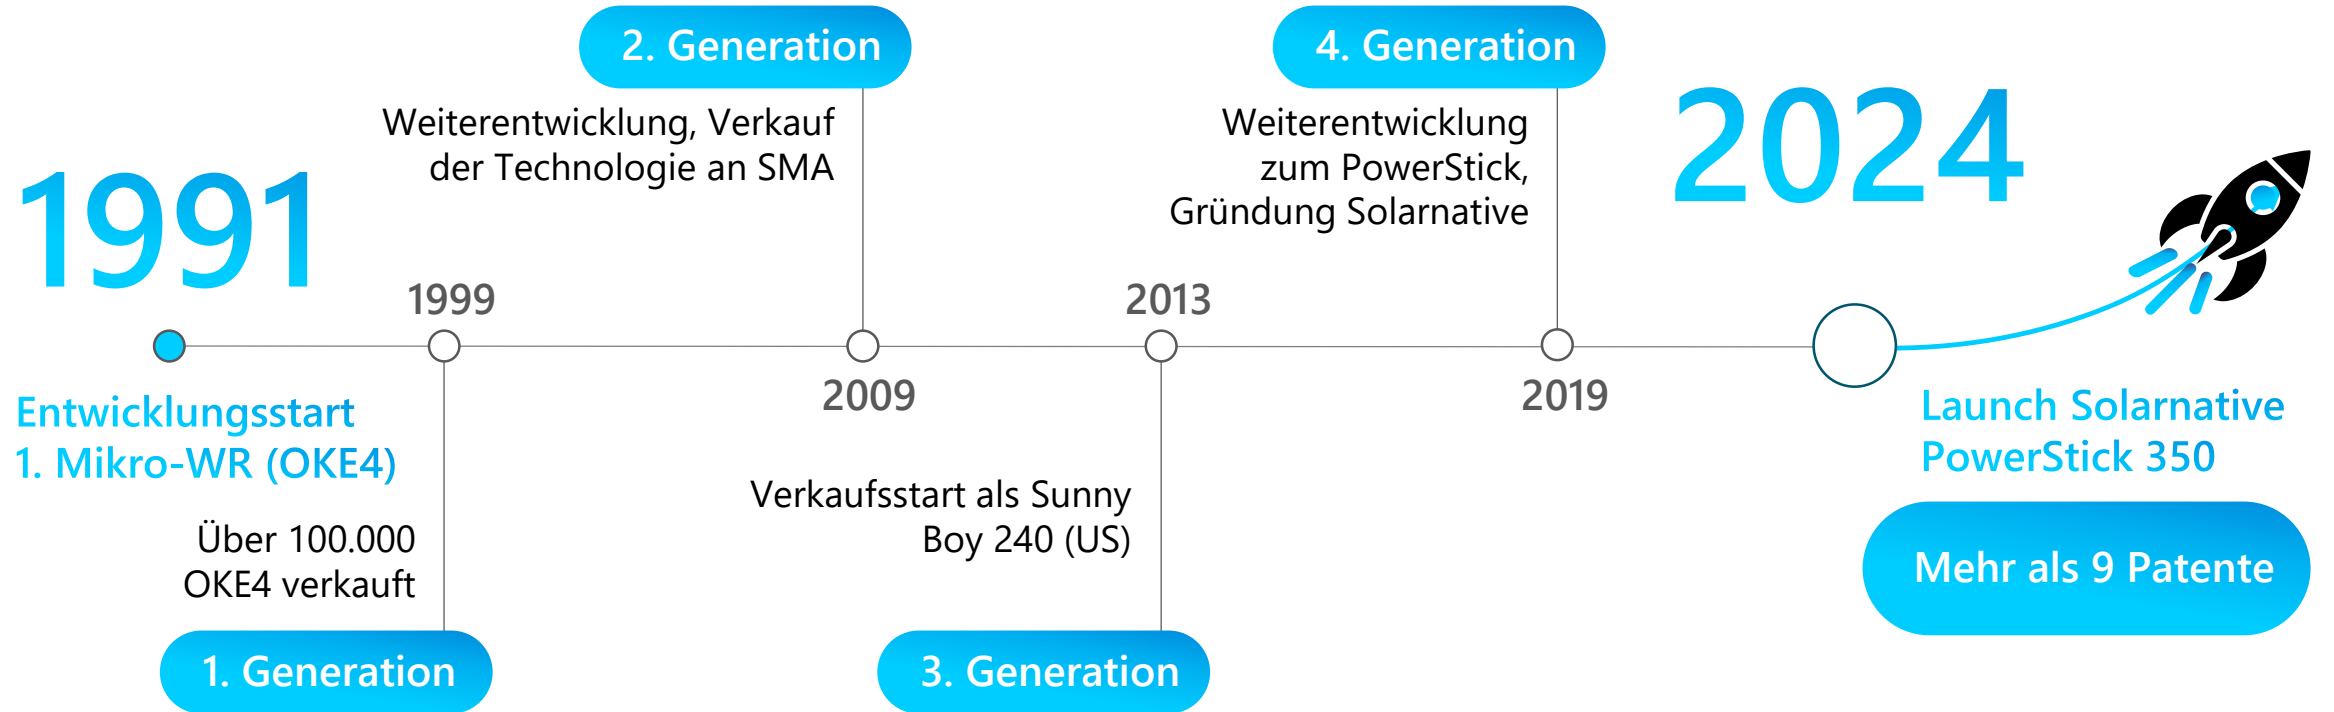 1991
Entwicklungsstart
1. Mikro-WR (OKE4)
1999
Über 100.000
OKE4 verkauft
1. Generation
2. Generation
Weiterentwicklung, Verkauf
der Technologie an SMA
2009
2013
Verkaufsstart als Sunny
Boy 240 (US)
3. Generation
4. Generation
Weiterentwicklung
zum PowerStick,
Gründung Solarnative
2019
2024
Launch Solarnative
PowerStick 350
Mehr als 9 Patente